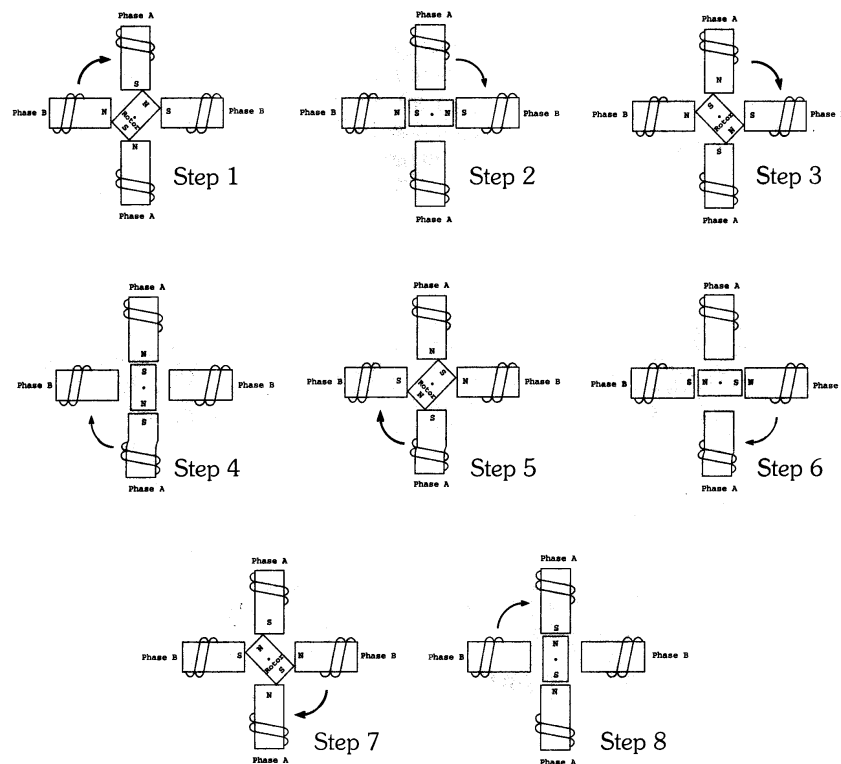 Phase A
S
Phase B N N Rotor S S Phase B
N
Phase A
Step 1
Phase A
Phase B N S N S Phase B
Phase A
Step 2
Phase A
N
N S Rotor N S
S
Phase A
Step 3
Phase A
N
S
Phase B Phase B
N
S
Phase A
Step 4
Phase A
N
Phase B S S Rotor N N Phase B
S
Phase A
Step 5
Phase A
Phase B S N S N Phase
Phase A
Step 6
Phase A
S
Phase B S N Rotor S N Phase B
N
Phase A
Step 7
Phase A
S
N
Phase B Phase B
S
N
Phase A
Step 8